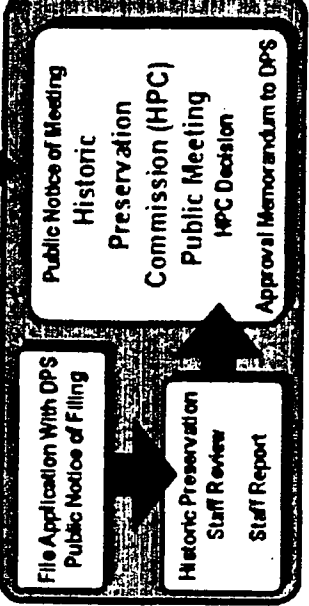 File Application With DPS
Public Notice of Filing
Historic Preservation
Staff Review
Staff Report
Public Notice of Meeting
Historic
Preservation
Commission (HPC)
Public Meeting
HPC Decision
Approval Memorandum to DPS